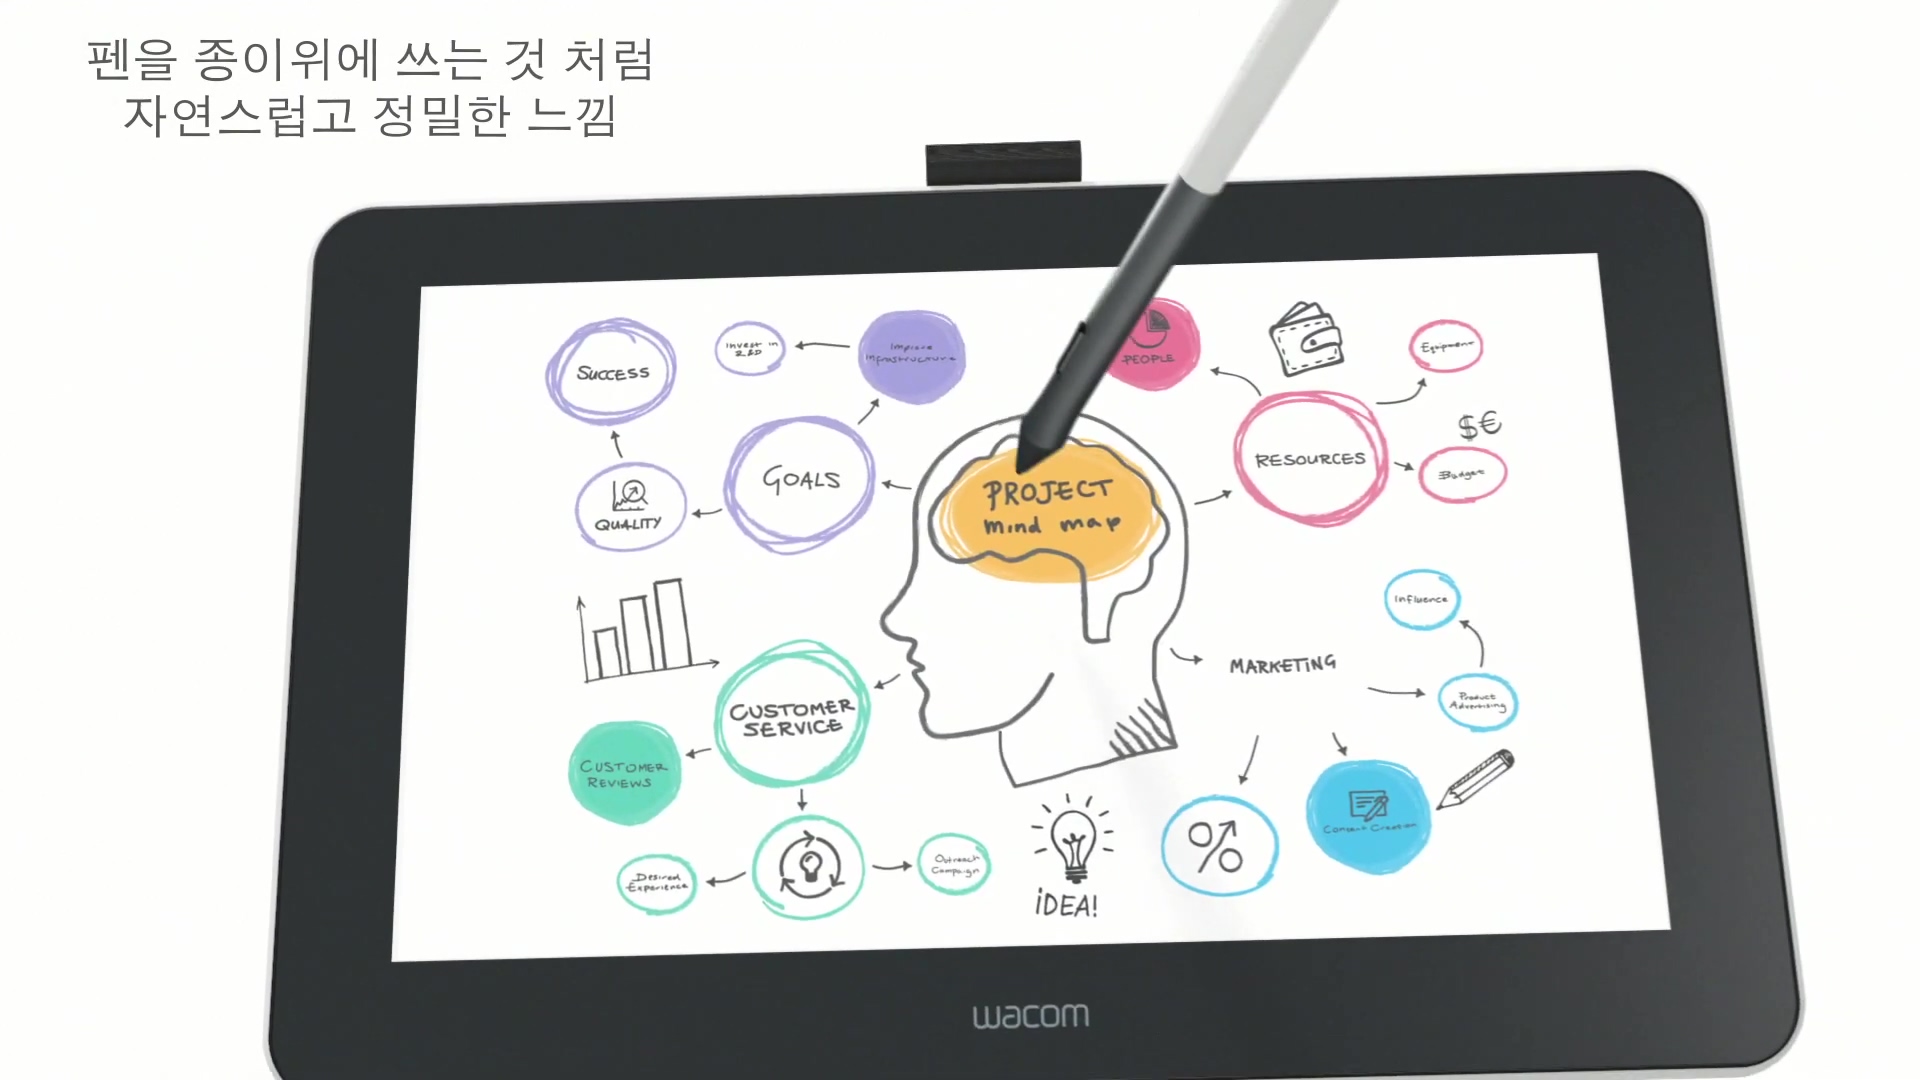 펜을 종이위에 쓰는 것 처럼
자연스럽고 정밀한 느낌
SUCCESS
Invest in
R&D
Improve
Infrastructure
PEOPLE
Equipment
GOALS
RESOURCES
$€
Budget
QUALITY
PROJECT
mind map
Influence
MARKETING
Product
Advertising
CUSTOMER
SERVICE
CUSTOMER
REVIEWS
Content Creation
%
Desired
Experience
Outreach
Campaign
iDEA!
wacom